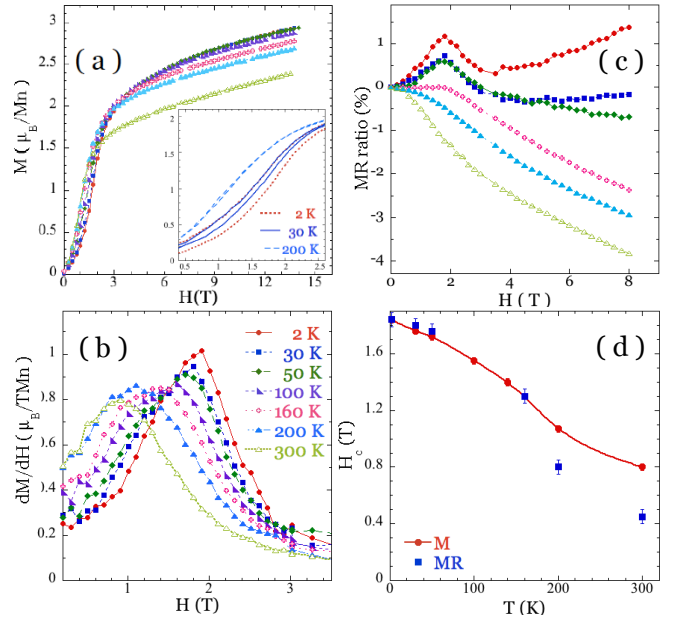 ( a )
M ( μB/Mn )
3
2.5
2
1.5
1
0.5
0
0
3
6
9
12
15
H(T)
2
1.5
1
0.5
0
0.5
1
1.5
2
2.5
2 K
30 K
200 K
( c )
MR ratio (%)
1
0
-1
-2
-3
-4
0
2
4
6
8
H ( T )
( b )
dM/dH ( μB/TMn )
1
0.8
0.6
0.4
0.2
0
1
2
3
H (T)
2 K
30 K
50 K
100 K
160 K
200 K
300 K
( d )
Hc (T)
1.6
1.2
0.8
0.4
0
100
200
300
T (K)
M
MR